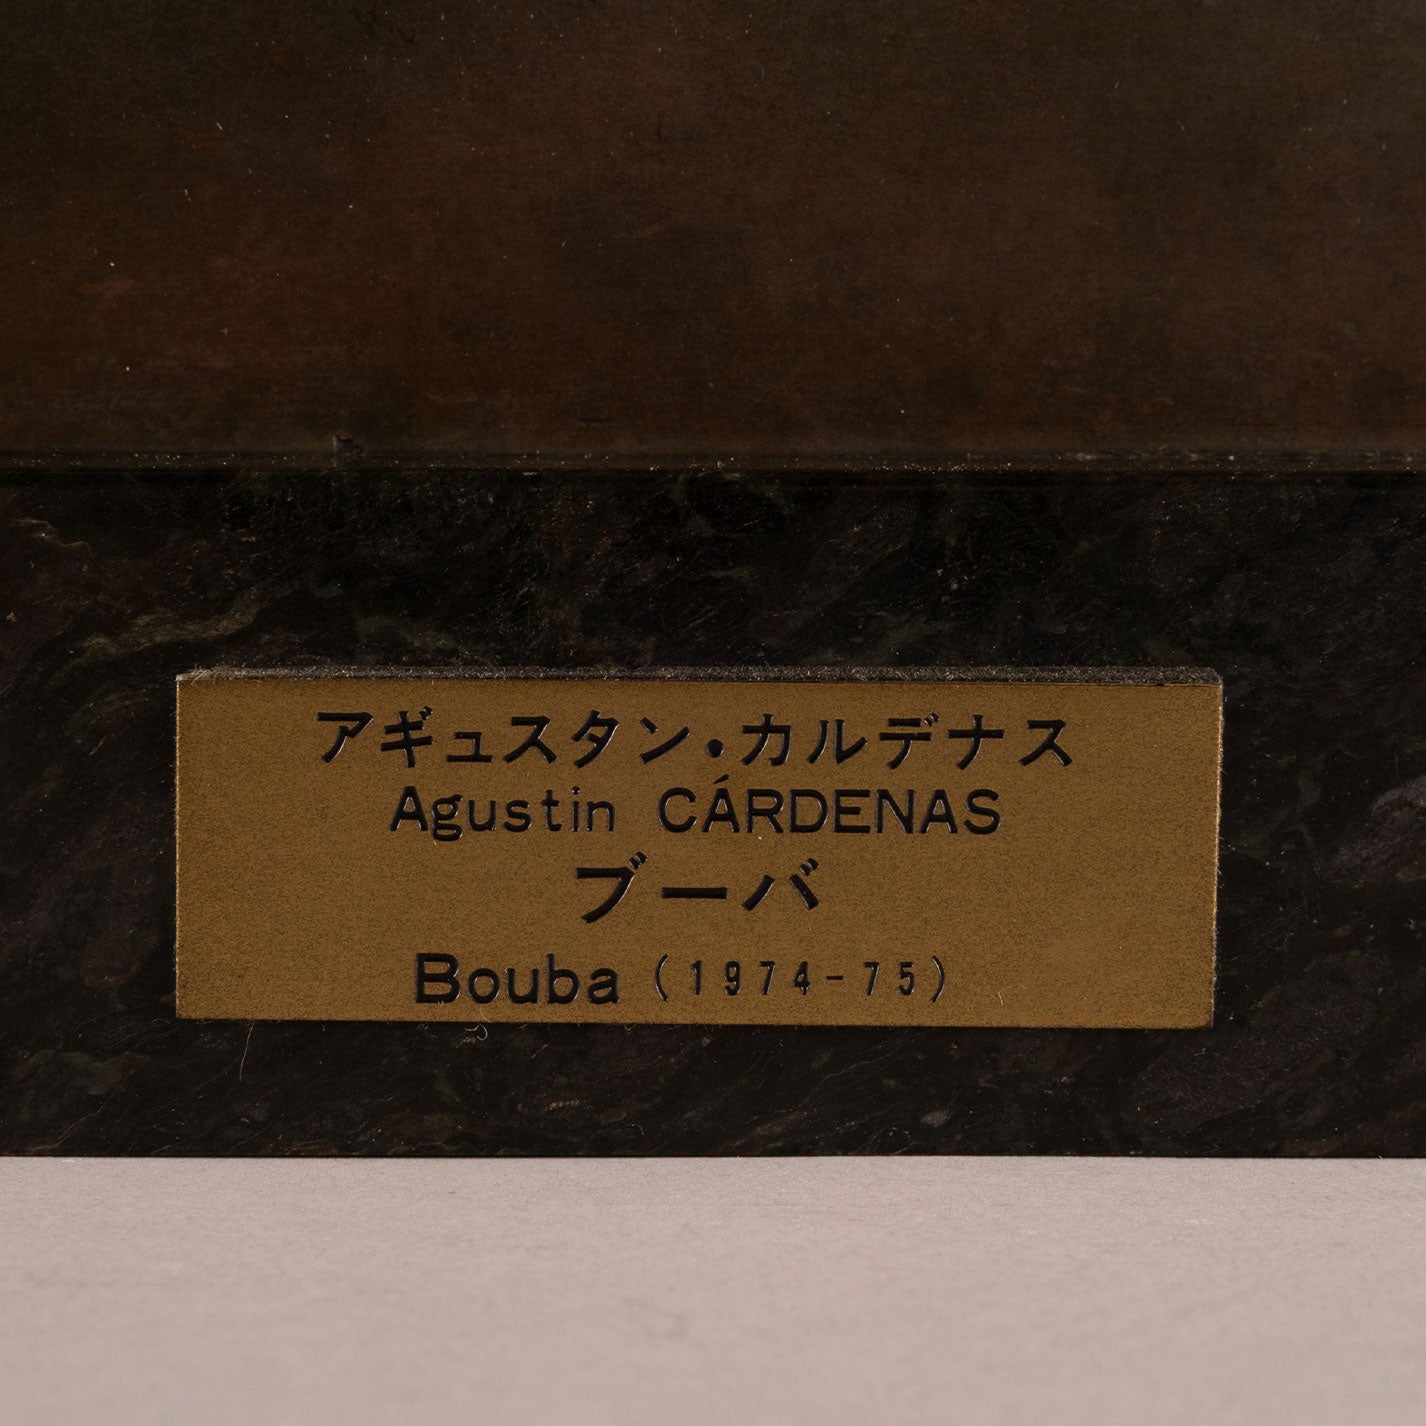 アギュスタン・カルデナス
Agustin CÁRDENAS
ブーバ
Bouba (1974-75)